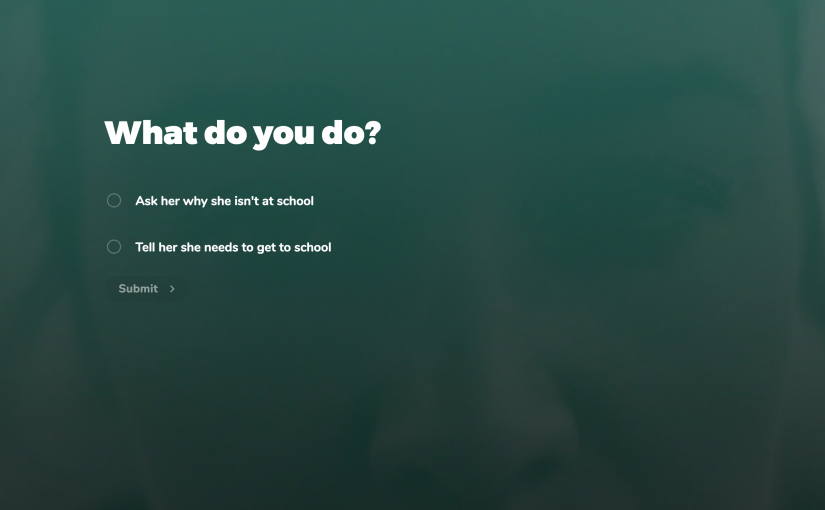 What do you do?
Ask her why she isn't at school
Tell her she needs to get to school
Submit